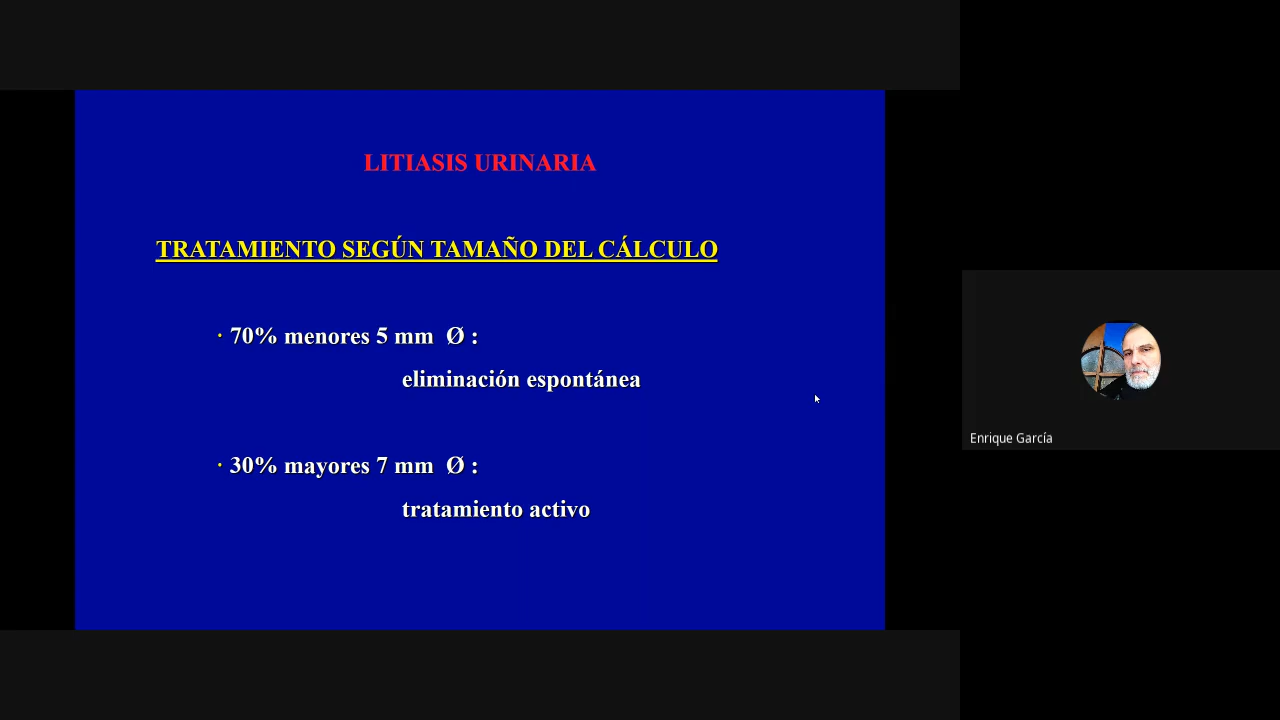 LITIASIS URINARIA
TRATAMIENTO SEGÚN TAMAÑO DEL CÁLCULO
· 70% menores 5 mm Ø :
eliminación espontánea
· 30% mayores 7 mm Ø :
tratamiento activo
Enrique García